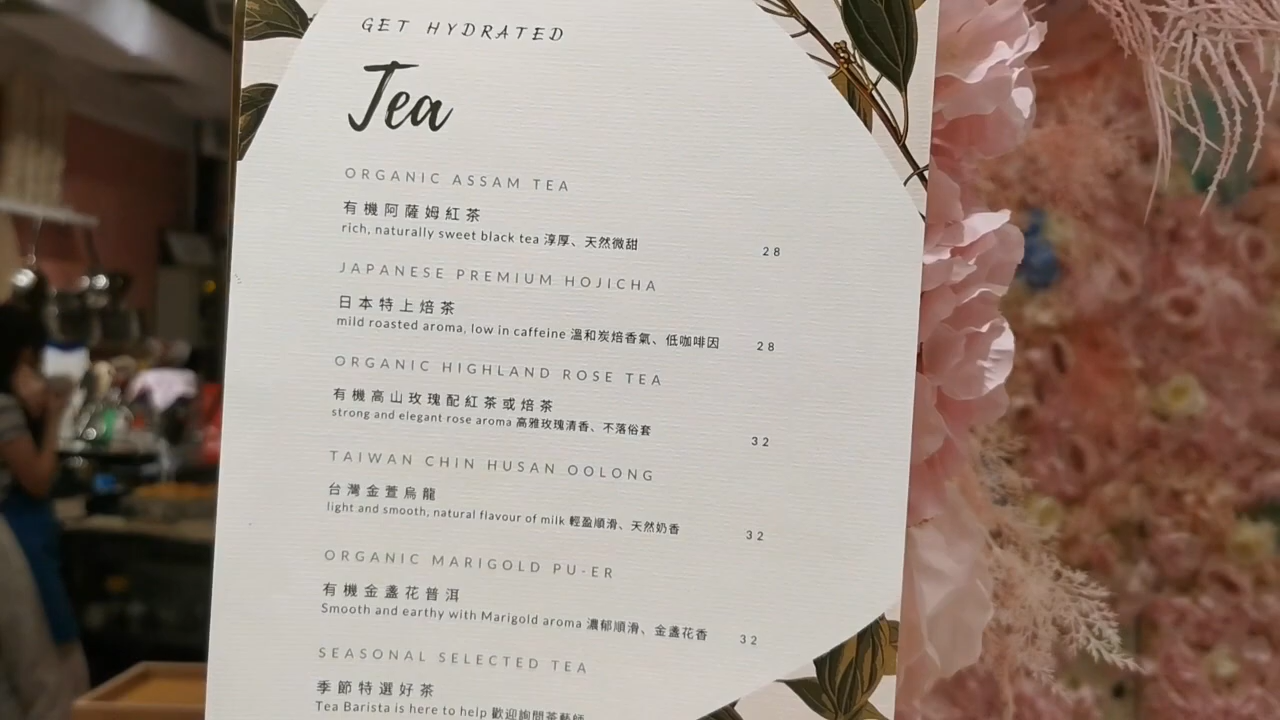 GET HYDRATED
Tea
ORGANIC ASSAM TEA
有機阿薩姆紅茶
rich, naturally sweet black tea 淳厚、天然微甜 28
JAPANESE PREMIUM HOJICHA
日本特上焙茶
mild roasted aroma, low in caffeine 溫和炭焙香氣、低咖啡因 28
ORGANIC HIGHLAND ROSE TEA
有機高山玫瑰配紅茶或焙茶
strong and elegant rose aroma 高雅玫瑰清香、不落俗套 32
TAIWAN CHIN HUSAN OOLONG
台灣金萱烏龍
light and smooth, natural flavour of milk 輕盈順滑、天然奶香 32
ORGANIC MARIGOLD PU-ER
有機金盞花普洱
Smooth and earthy with Marigold aroma 濃郁順滑、金盞花香 32
SEASONAL SELECTED TEA
季節特選好茶
Tea Barista is here to help 歡迎詢問茶藝師